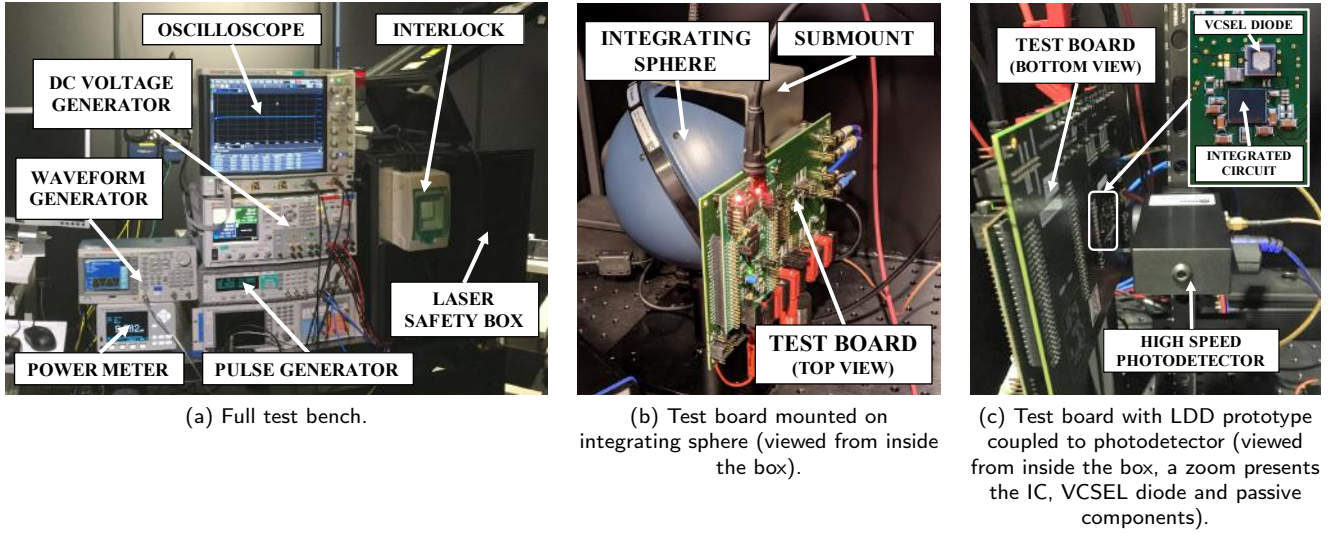 OSCILLOSCOPE
INTERLOCK
DC VOLTAGE
GENERATOR
WAVEFORM
GENERATOR
LASER
SAFETY BOX
POWER METER
PULSE GENERATOR
(a) Full test bench.
INTEGRATING
SPHERE
SUBMOUNT
TEST BOARD
(TOP VIEW)
(b) Test board mounted on
integrating sphere (viewed from inside
the box).
TEST BOARD
(BOTTOM VIEW)
VCSEL DIODE
INTEGRATED
CIRCUIT
HIGH SPEED
PHOTODETECTOR
(c) Test board with LDD prototype
coupled to photodetector (viewed
from inside the box, a zoom presents
the IC, VCSEL diode and passive
components).